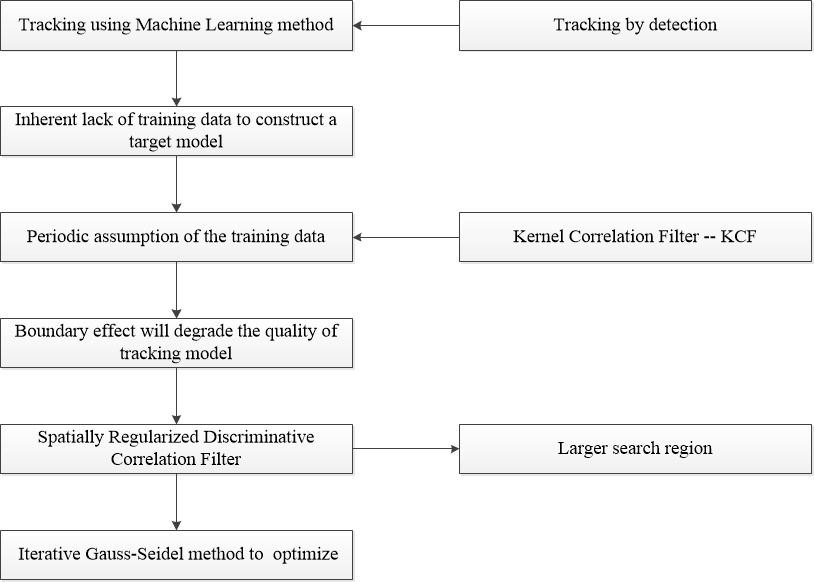 Tracking using Machine Learning method
Tracking by detection
Inherent lack of training data to construct a
target model
Periodic assumption of the training data
Kernel Correlation Filter -- KCF
Boundary effect will degrade the quality of
tracking model
Spatially Regularized Discriminative
Correlation Filter
Larger search region
Iterative Gauss-Seidel method to  optimize